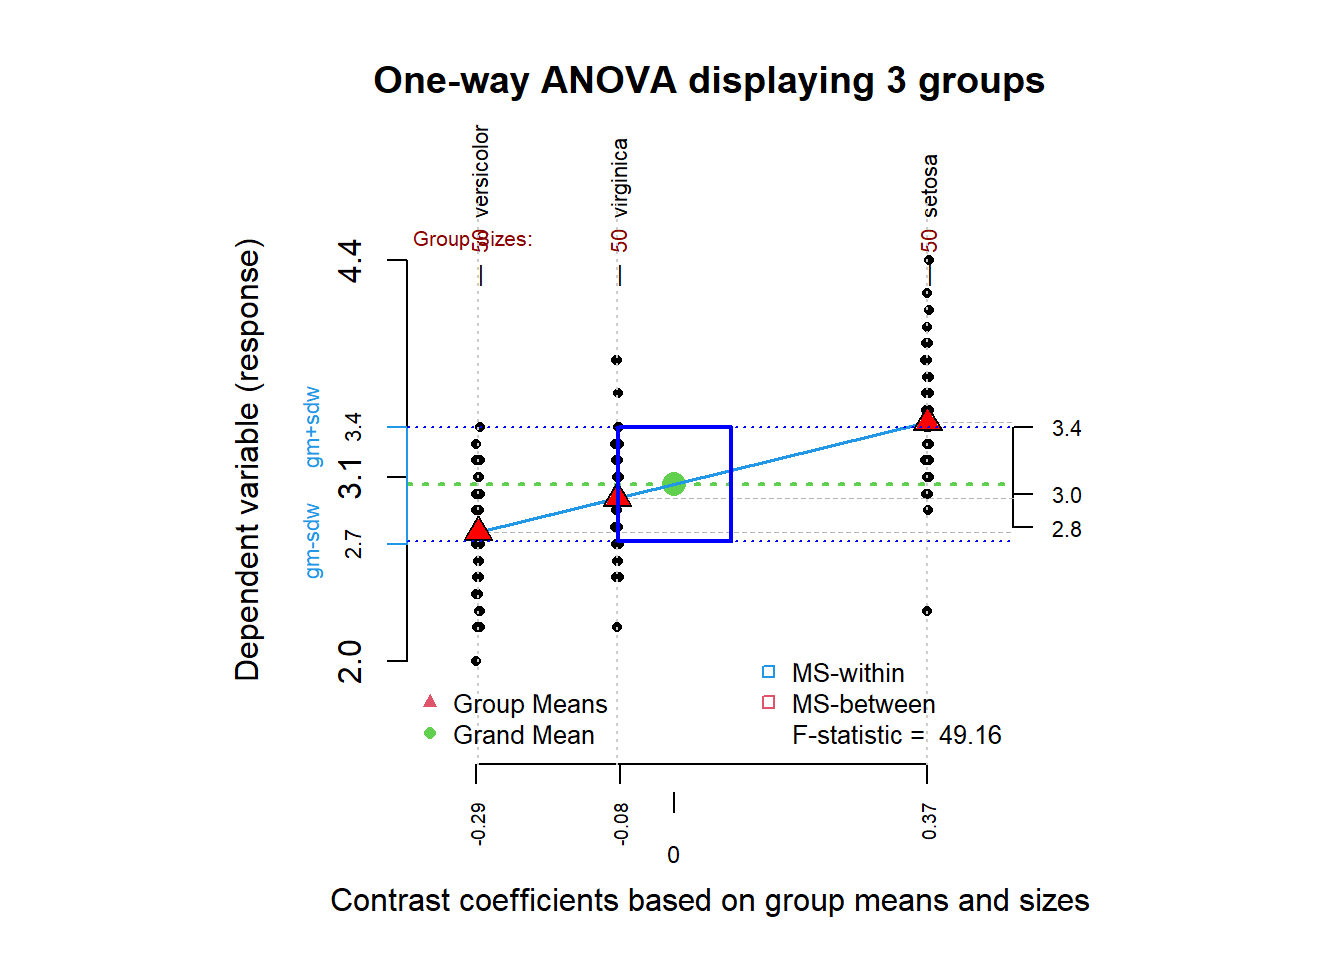 One-way ANOVA displaying 3 groups
versicolor
virginica
setosa
Group sizes:
50
50
50
Dependent variable (response)
4.4
3.1
2.0
gm+sdw
3.4
gm-sdw
2.7
3.4
3.0
2.8
MS-within
MS-between
F-statistic = 49.16
Group Means
Grand Mean
-0.29
-0.08
0.37
0
Contrast coefficients based on group means and sizes